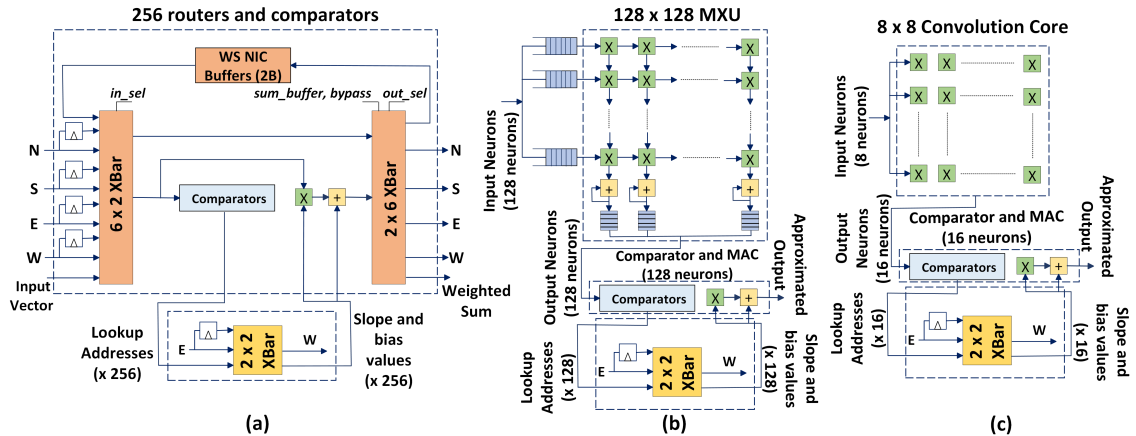 256 routers and comparators
WS NIC
Buffers (2B)
in_sel
sum_buffer, bypass
out_sel
N
S
E
W
Input
Vector
6 x 2 XBar
Comparators
X
+
2 x 6 XBar
N
S
E
W
Weighted
Sum
Lookup
Addresses
(x 256)
E
2 x 2
XBar
W
Slope and
bias
values
(x 256)
(a)
128 x 128 MXU
Input Neurons
(128 neurons)
X
X
X
X
X
X
X
X
X
+
+
+
Output Neurons
(128 neurons)
Comparator and MAC
(128 neurons)
Comparators
X
+
Approximated
Output
Lookup
Addresses
(x 128)
E
2 x 2
XBar
W
(x 128)
Slope and
bias values
(b)
8 x 8 Convolution Core
Input Neurons
(8 neurons)
X
X
X
X
X
X
X
X
X
Output
Neurons
(16 neurons)
Comparator and MAC
(16 neurons)
Comparators
X
+
Approximated
Output
Lookup
Addresses
(x 16)
E
2 x 2
XBar
W
(x 16)
Slope and
bias values
(c)